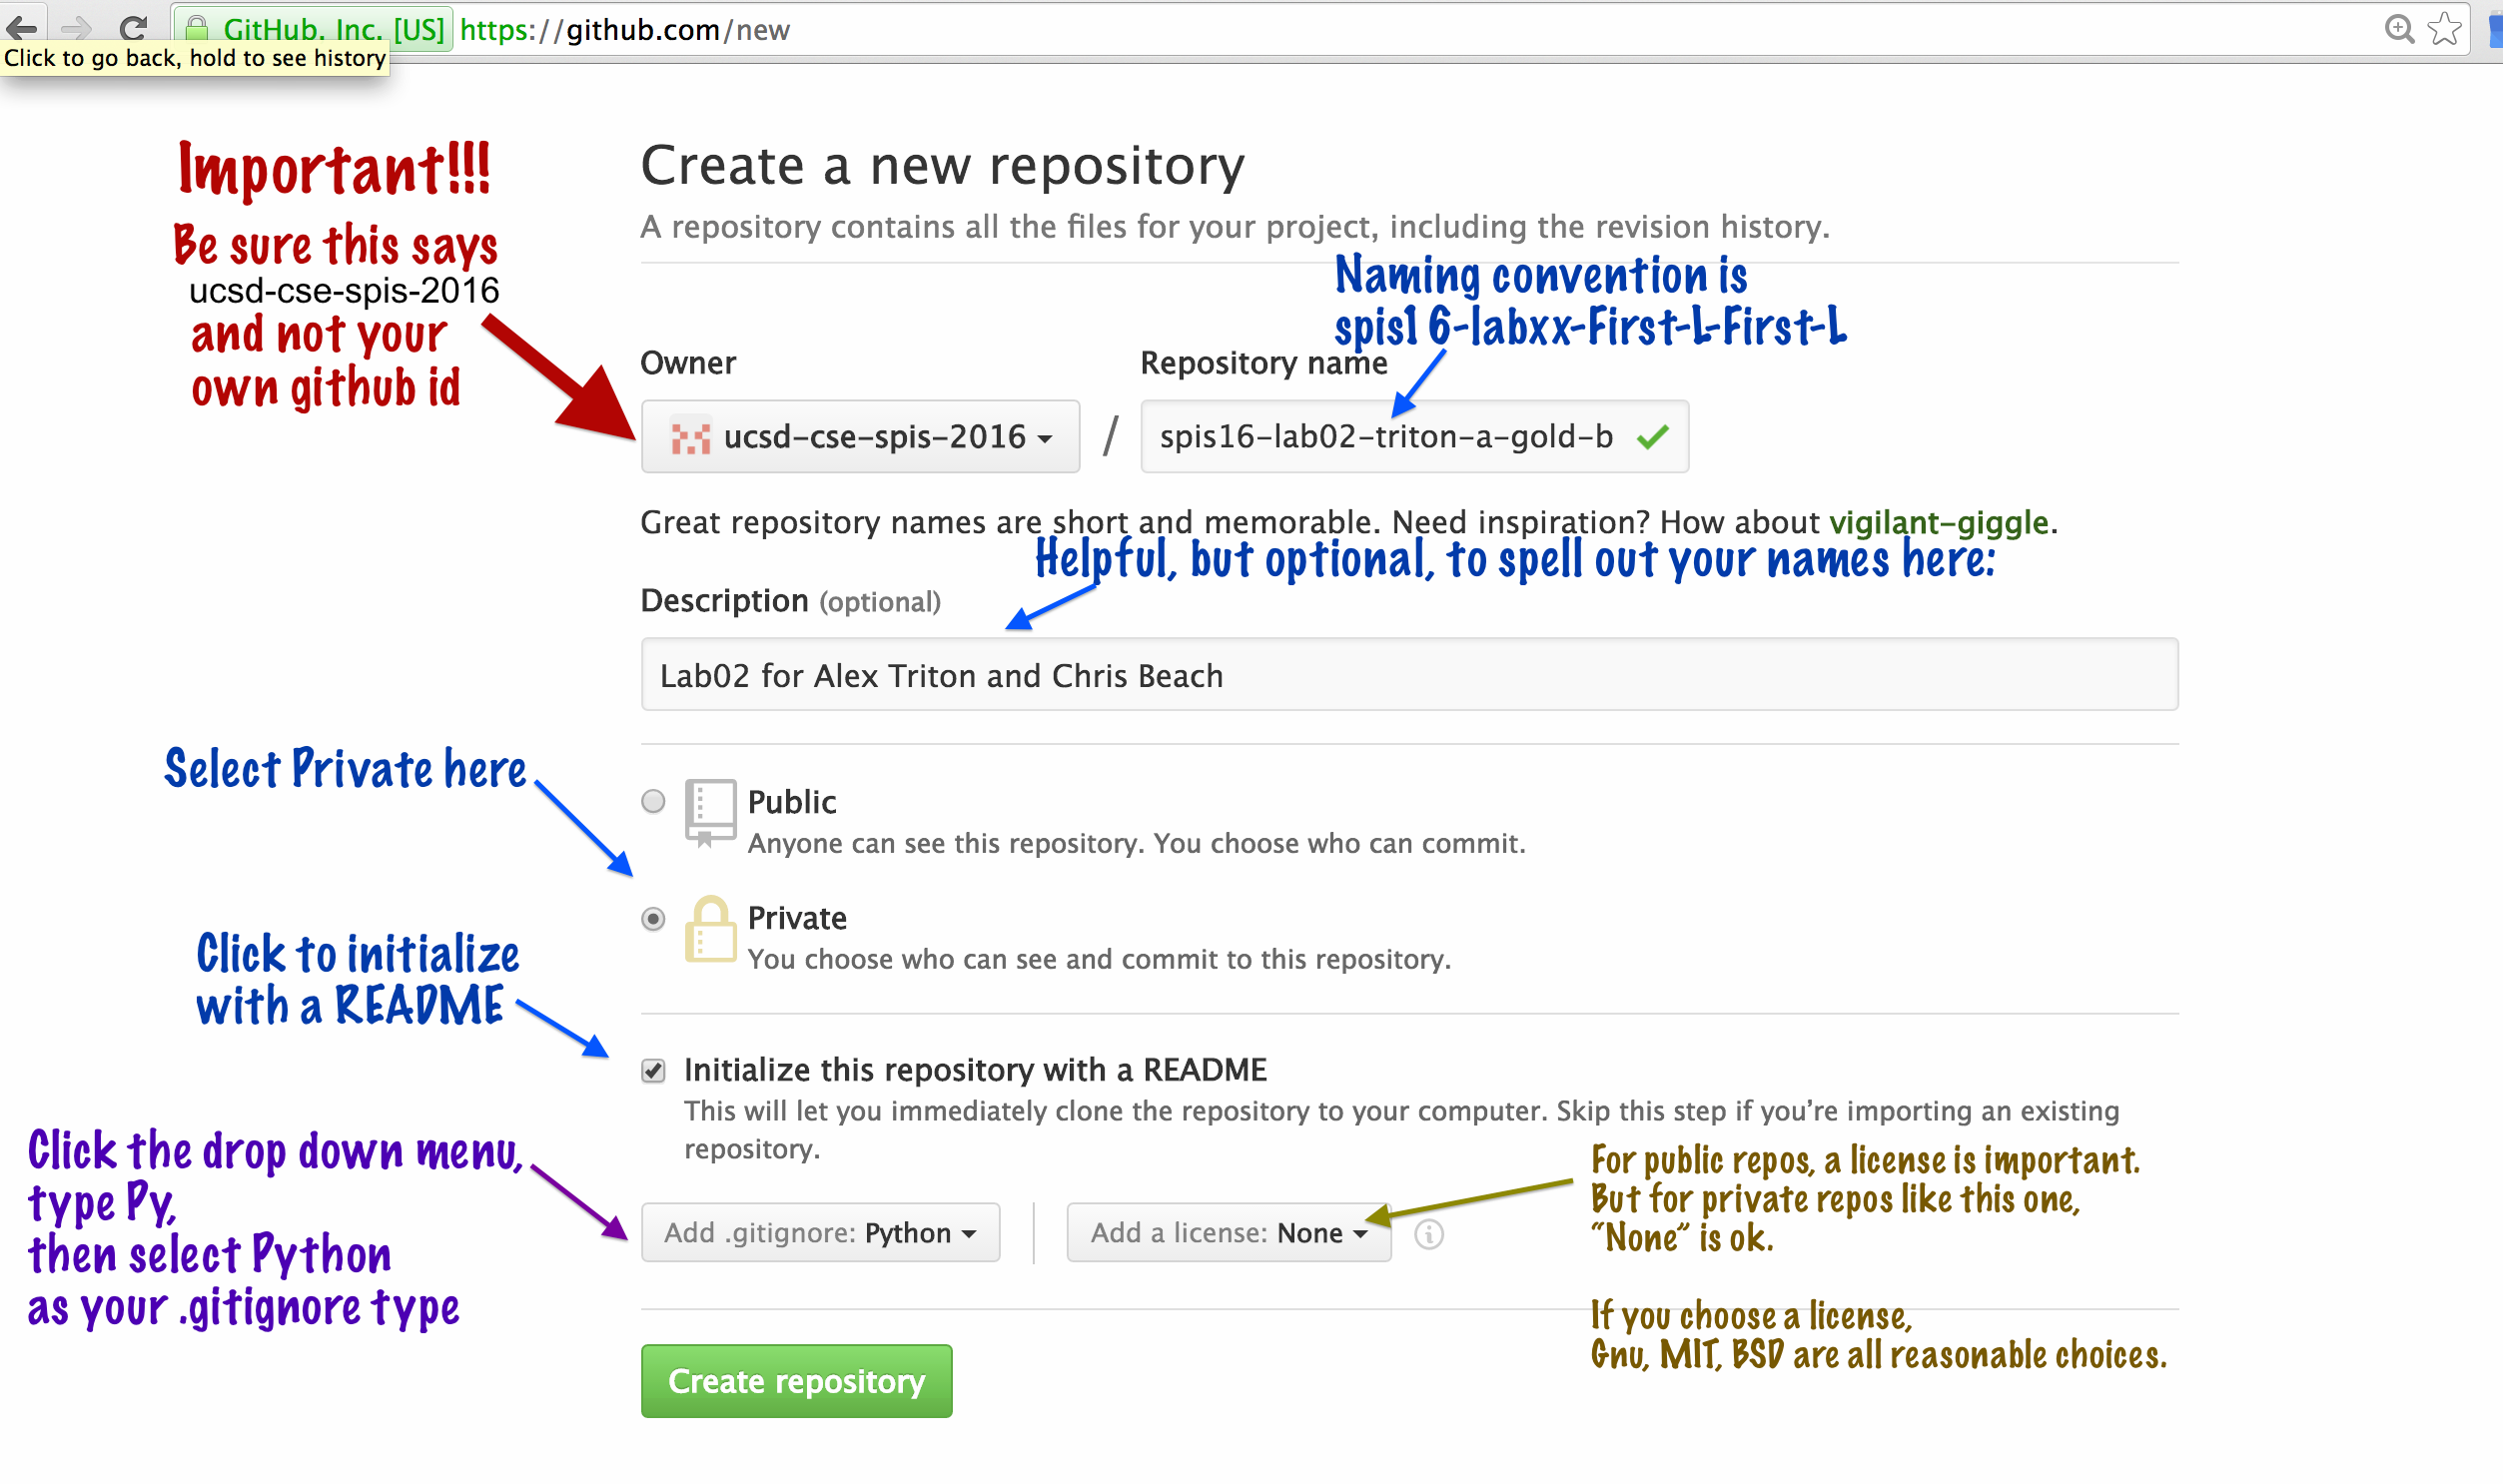 GitHub, Inc. [US] https://github.com/new
Click to go back, hold to see history
Important!!!
Be sure this says
ucsd-cse-spis-2016
and not your
own github id
Create a new repository
A repository contains all the files for your project, including the revision history.
Naming convention is
spis16-labxx-First-L-First-L
Owner
Repository name
ucsd-cse-spis-2016 / spis16-lab02-triton-a-gold-b
Great repository names are short and memorable. Need inspiration? How about vigilant-giggle.
Helpful, but optional, to spell out your names here:
Description (optional)
Lab02 for Alex Triton and Chris Beach
Select Private here
Public
Anyone can see this repository. You choose who can commit.
Private
You choose who can see and commit to this repository.
Click to initialize
with a README
Initialize this repository with a README
This will let you immediately clone the repository to your computer. Skip this step if you’re importing an existing
repository.
Click the drop down menu,
type Py,
then select Python
as your .gitignore type
Add .gitignore: Python
Add a license: None
For public repos, a license is important.
But for private repos like this one,
“None” is ok.
If you choose a license,
Gnu, MIT, BSD are all reasonable choices.
Create repository